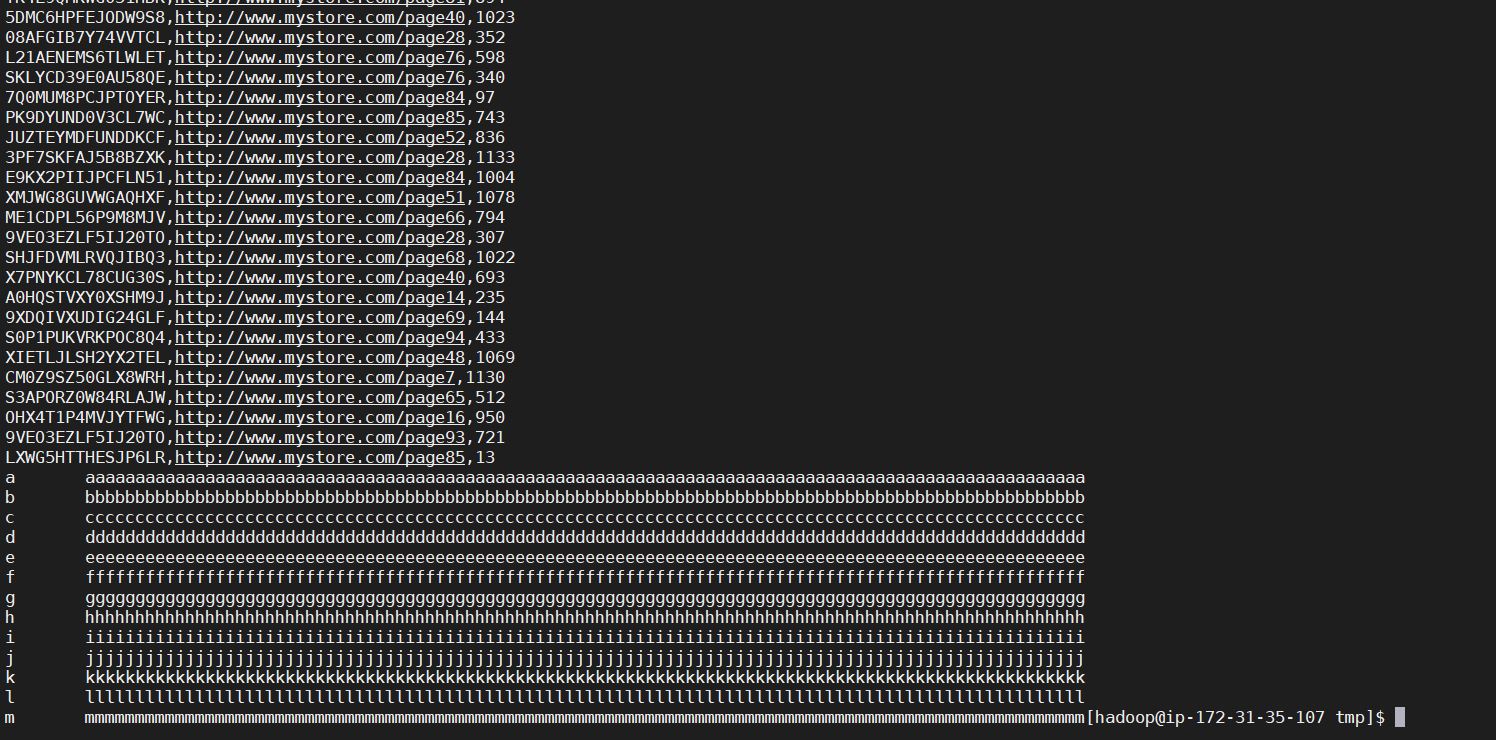 5DMC6HPFEJODW9S8,http://www.mystore.com/page40,1023
08AFGIB7Y74VVTCL,http://www.mystore.com/page28,352
L21AENEMS6TLWLET,http://www.mystore.com/page76,598
SKLYCD39E0AU58QE,http://www.mystore.com/page76,340
7Q0MUM8PCJPTOYER,http://www.mystore.com/page84,97
PK9DYUND0V3CL7WC,http://www.mystore.com/page85,743
JUZTEYMDFUNDDKCF,http://www.mystore.com/page52,836
3PF7SKFAJ5B8BZXK,http://www.mystore.com/page28,1133
E9KX2PIIJPCFLN51,http://www.mystore.com/page84,1004
XMJWG8GUVWGAQHXF,http://www.mystore.com/page51,1078
ME1CDPL56P9M8MJV,http://www.mystore.com/page66,794
9VEO3EZLF5IJ20TO,http://www.mystore.com/page28,307
SHJFDVMLRVQJIBQ3,http://www.mystore.com/page68,1022
X7PNYKCL78CUG30S,http://www.mystore.com/page40,693
A0HQSTVXY0XSHM9J,http://www.mystore.com/page14,235
9XDQIVXUDIG24GLF,http://www.mystore.com/page69,144
S0P1PUKVRKPOC8Q4,http://www.mystore.com/page94,433
XIETLJLSH2YX2TEL,http://www.mystore.com/page48,1069
CM0Z9SZ50GLX8WRH,http://www.mystore.com/page7,1130
S3APORZ0W84RLAJW,http://www.mystore.com/page65,512
OHX4T1P4MVJYTFWG,http://www.mystore.com/page16,950
9VEO3EZLF5IJ20TO,http://www.mystore.com/page93,721
LXWG5HTTHESJP6LR,http://www.mystore.com/page85,13
a aaaaaaaaaaaaaaaaaaaaaaaaaaaaaaaaaaaaaaaaaaaaaaaaaaaaaaaaaaaaaaaaaaaaaaaaaaaaaaaaaaaaaaaaaaaaaaaaaaaa
b bbbbbbbbbbbbbbbbbbbbbbbbbbbbbbbbbbbbbbbbbbbbbbbbbbbbbbbbbbbbbbbbbbbbbbbbbbbbbbbbbbbbbbbbbbbbbbbbbbbb
c cccccccccccccccccccccccccccccccccccccccccccccccccccccccccccccccccccccccccccccccccccccccccccccccccccc
d dddddddddddddddddddddddddddddddddddddddddddddddddddddddddddddddddddddddddddddddddddddddddddddddddddd
e eeeeeeeeeeeeeeeeeeeeeeeeeeeeeeeeeeeeeeeeeeeeeeeeeeeeeeeeeeeeeeeeeeeeeeeeeeeeeeeeeeeeeeeeeeeeeeeeeeee
f ffffffffffffffffffffffffffffffffffffffffffffffffffffffffffffffffffffffffffffffffffffffffffffffffffff
g gggggggggggggggggggggggggggggggggggggggggggggggggggggggggggggggggggggggggggggggggggggggggggggggggggg
h hhhhhhhhhhhhhhhhhhhhhhhhhhhhhhhhhhhhhhhhhhhhhhhhhhhhhhhhhhhhhhhhhhhhhhhhhhhhhhhhhhhhhhhhhhhhhhhhhhhh
i iiiiiiiiiiiiiiiiiiiiiiiiiiiiiiiiiiiiiiiiiiiiiiiiiiiiiiiiiiiiiiiiiiiiiiiiiiiiiiiiiiiiiiiiiiiiiiiiiiii
j jjjjjjjjjjjjjjjjjjjjjjjjjjjjjjjjjjjjjjjjjjjjjjjjjjjjjjjjjjjjjjjjjjjjjjjjjjjjjjjjjjjjjjjjjjjjjjjjjjjj
k kkkkkkkkkkkkkkkkkkkkkkkkkkkkkkkkkkkkkkkkkkkkkkkkkkkkkkkkkkkkkkkkkkkkkkkkkkkkkkkkkkkkkkkkkkkkkkkkkkkk
l llllllllllllllllllllllllllllllllllllllllllllllllllllllllllllllllllllllllllllllllllllllllllllllllllll
m mmmmmmmmmmmmmmmmmmmmmmmmmmmmmmmmmmmmmmmmmmmmmmmmmmmmmmmmmmmmmmmmmmmmmmmmmmmmmmmmmmmmmmmmmmmmmmmmmmmm[hadoop@ip-172-31-35-107 tmp]$